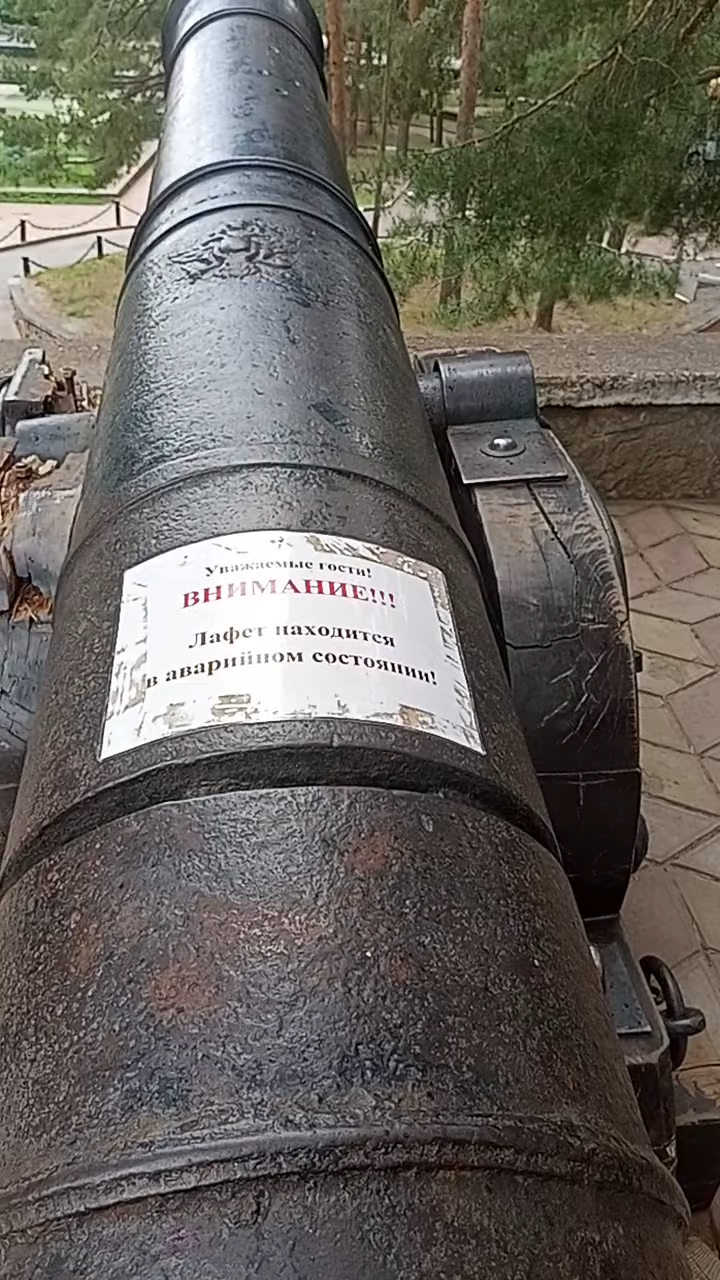 Уважаемые гости!
ВНИМАНИЕ!!!
Лафет находится
в аварийном состоянии!